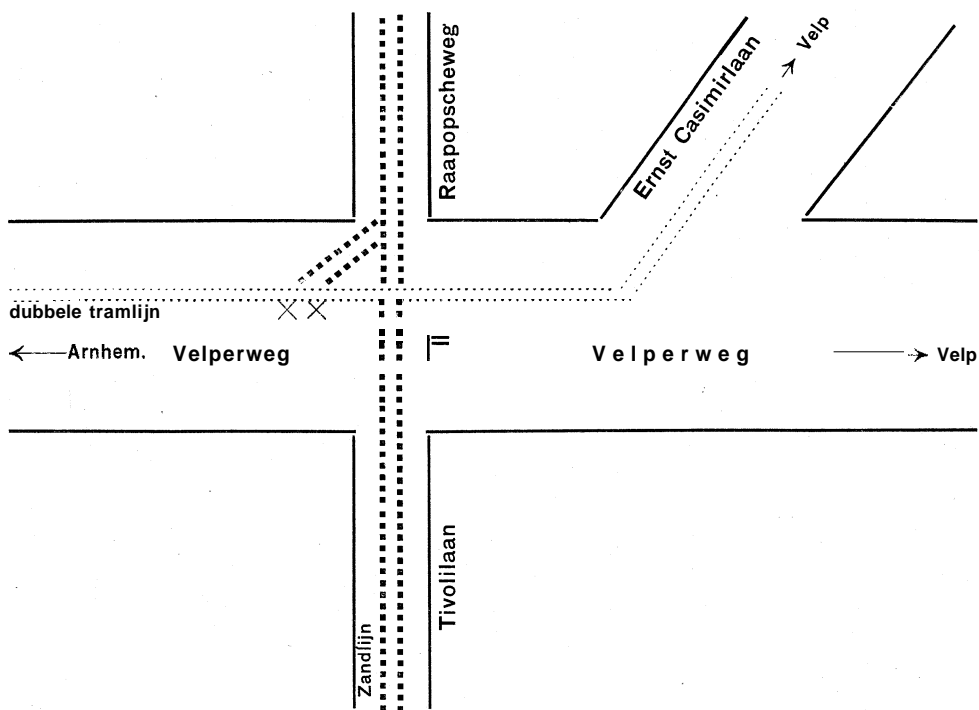 Raapopscheweg
Ernst Casimirlaan
Velp
dubbele tramlijn
Arnhem.
Velperweg
Velperweg
Velp
Zandlijn
Tivolilaan